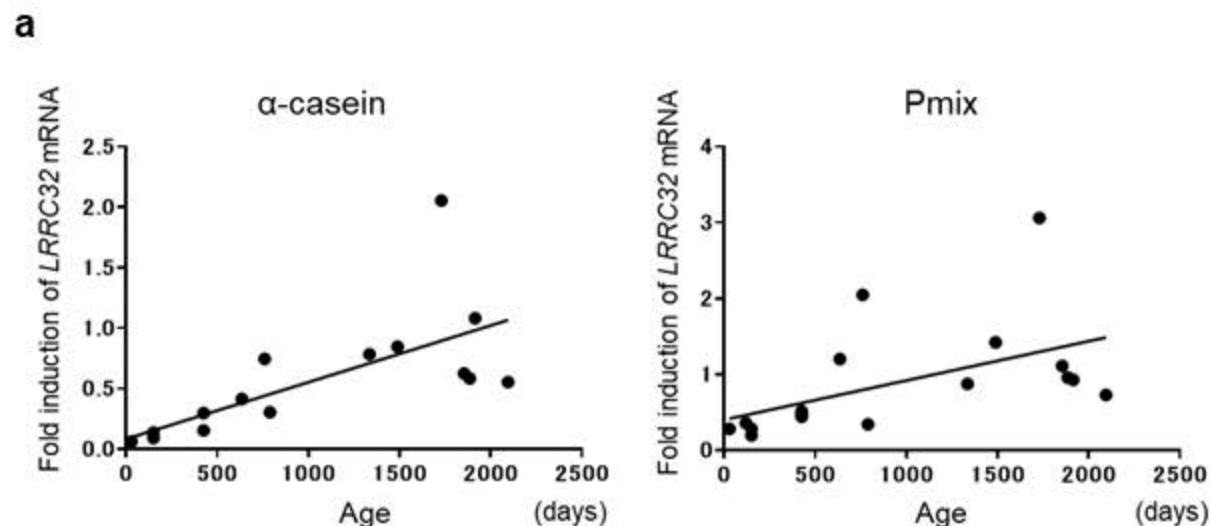 a
α-casein
Fold induction of LRRC32 mRNA
2.5
2.0
1.5
1.0
0.5
0.0
0 500 1000 1500 2000 2500
Age (days)
Pmix
Fold induction of LRRC32 mRNA
4
3
2
1
0
0 500 1000 1500 2000 2500
Age (days)